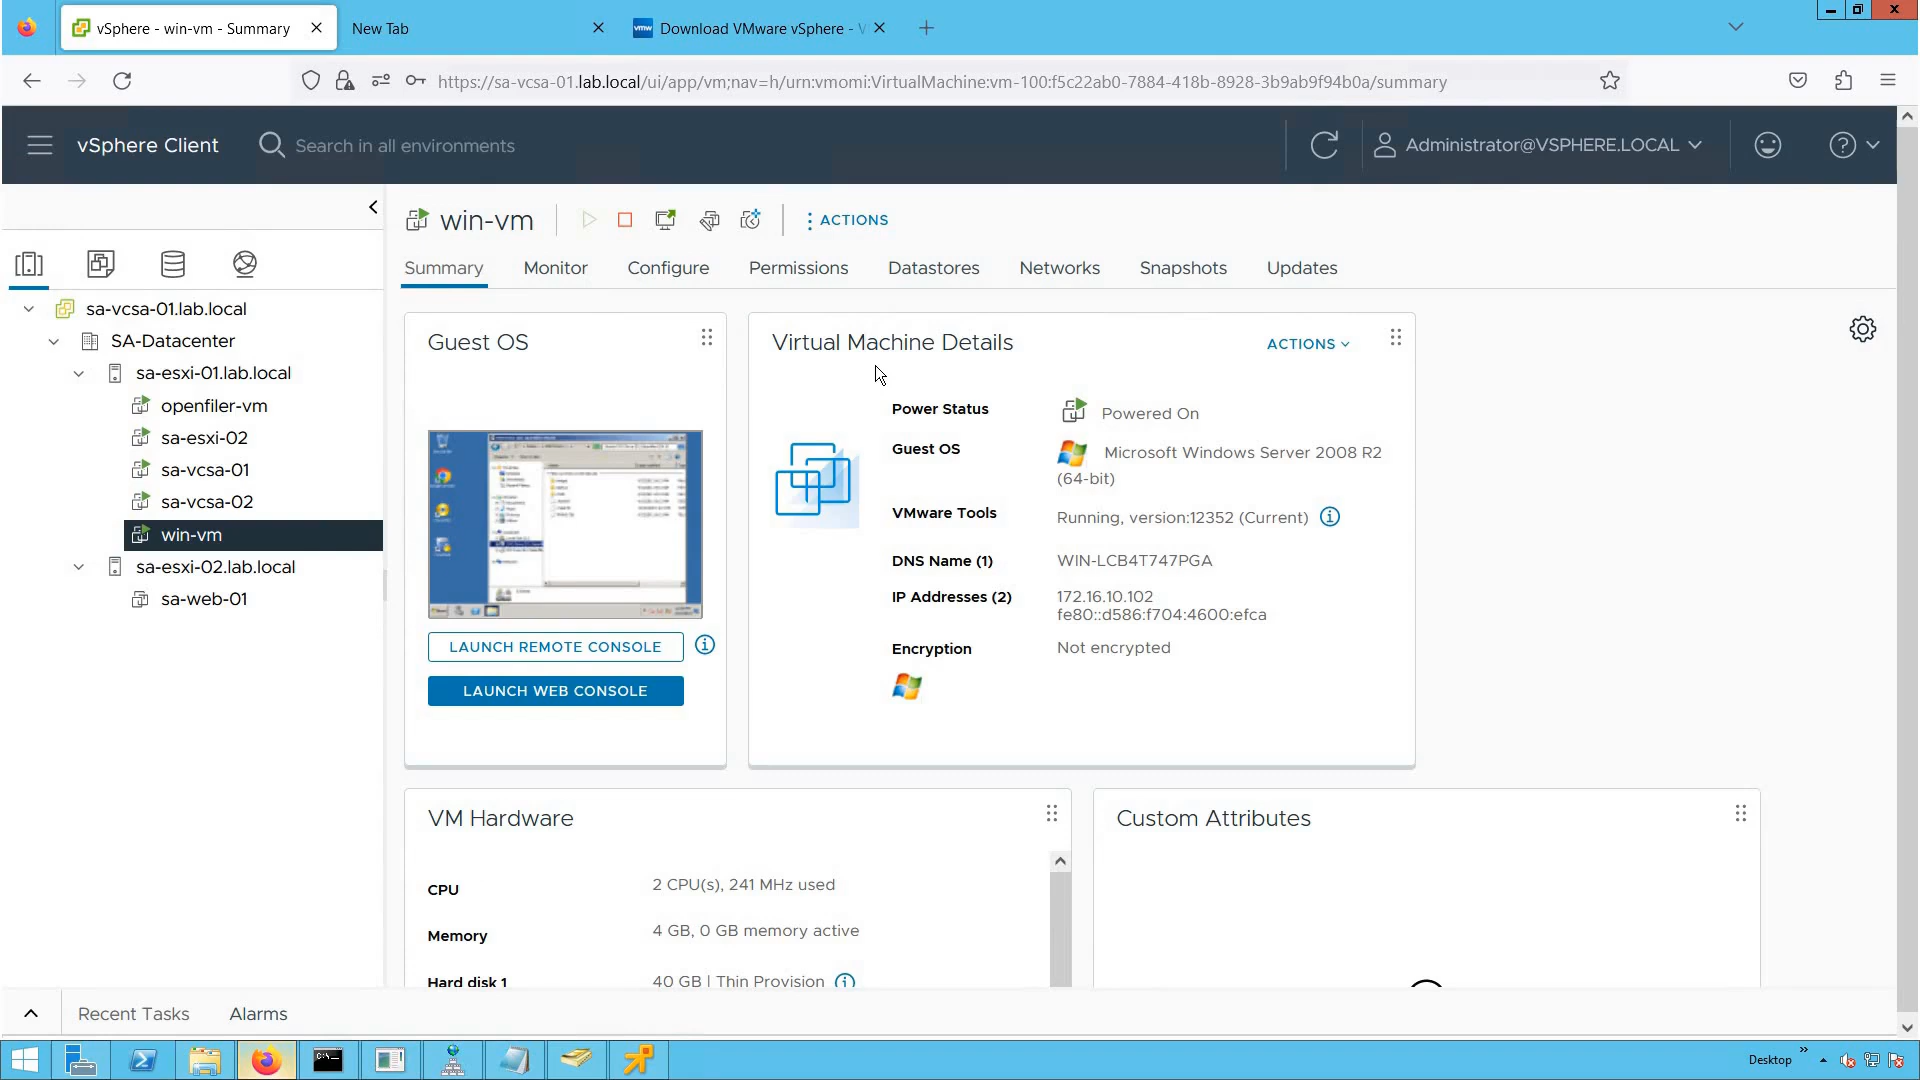 vSphere - win-vm - Summary
New Tab
Download VMware vSphere - V
https://sa-vcsa-01.lab.local/ui/app/vm;nav=h/urn:vmomi:VirtualMachine:vm-100:f5c22ab0-7884-418b-8928-3b9ab9f94b0a/summary
vSphere Client
Search in all environments
Administrator@VSPHERE.LOCAL
win-vm
ACTIONS
Summary
Monitor
Configure
Permissions
Datastores
Networks
Snapshots
Updates
sa-vcsa-01.lab.local
SA-Datacenter
sa-esxi-01.lab.local
openfiler-vm
sa-esxi-02
sa-vcsa-01
sa-vcsa-02
win-vm
sa-esxi-02.lab.local
sa-web-01
Guest OS
LAUNCH REMOTE CONSOLE
LAUNCH WEB CONSOLE
Virtual Machine Details
ACTIONS
Power Status
Powered On
Guest OS
Microsoft Windows Server 2008 R2
(64-bit)
VMware Tools
Running, version:12352 (Current)
DNS Name (1)
WIN-LCB4T747PGA
IP Addresses (2)
172.16.10.102
fe80::d586:f704:4600:efca
Encryption
Not encrypted
VM Hardware
CPU
2 CPU(s), 241 MHz used
Memory
4 GB, 0 GB memory active
Hard disk 1
40 GB | Thin Provision
Custom Attributes
Recent Tasks
Alarms
Desktop